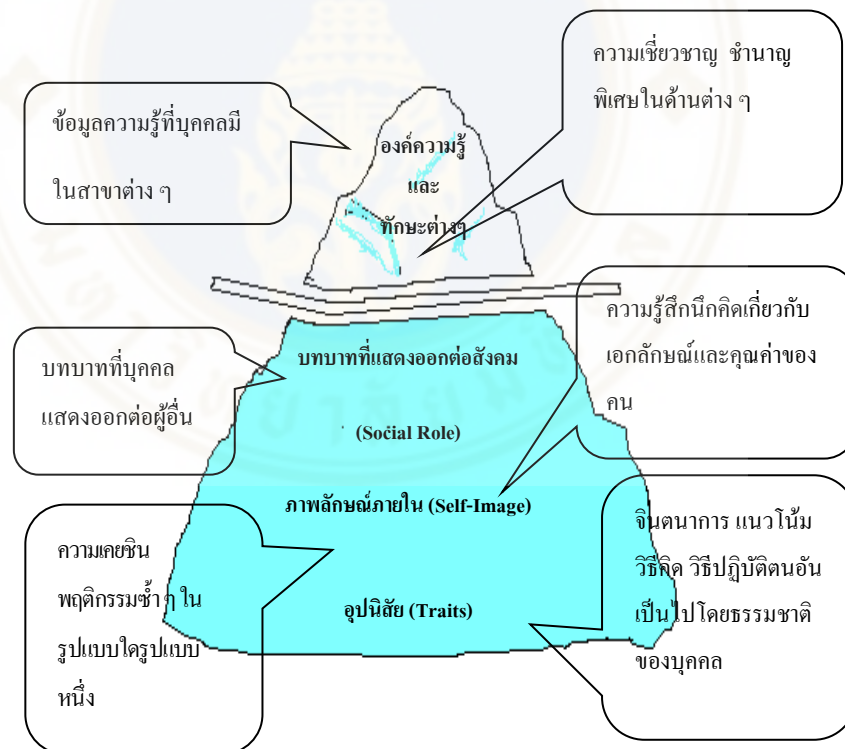 ความเชี่ยวชาญ ชำนาญ
พิเศษในด้านต่าง ๆ
ข้อมูลความรู้ที่บุคคลมี
ในสาขาต่าง ๆ
องค์ความรู้
และ
ทักษะต่างๆ
ความรู้สึกนึกคิดเกี่ยวกับ
เอกลักษณ์และคุณค่าของ
คน
บทบาทที่บุคคล
แสดงออกต่อผู้อื่น
บทบาทที่แสดงออกต่อสังคม
(Social Role)
ภาพลักษณ์ภายใน (Self-Image)
จินตนาการ แนวโน้ม
วิธีคิด วิธีปฏิบัติตนอัน
เป็นไปโดยธรรมชาติ
ของบุคคล
ความเคยชิน
พฤติกรรมซ้ำ ๆ ใน
รูปแบบใดรูปแบบ
หนึ่ง
อุปนิสัย (Traits)